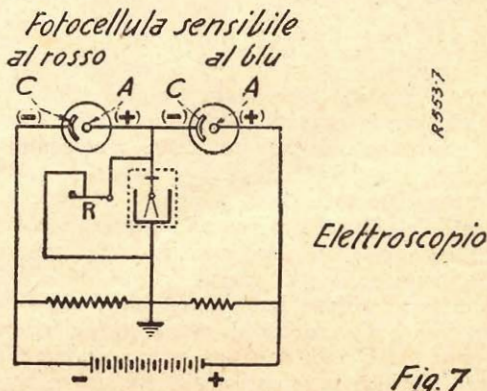 Fotocellula sensibile
al rosso al blu
C A C A
(-) (+) (-) (+)
R553-7
R
Elettroscopio
- +
Fig. 7